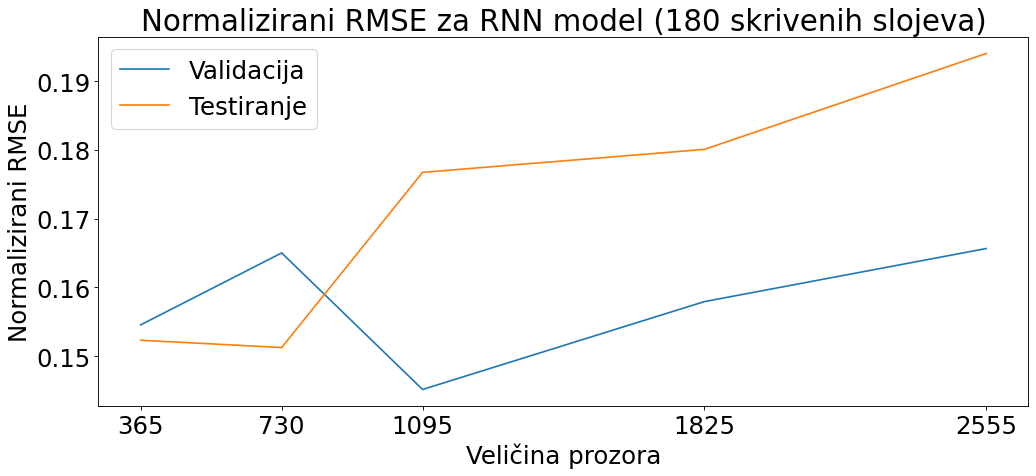 Normalizirani RMSE za RNN model (180 skrivenih slojeva)
Validacija
Testiranje
Normalizirani RMSE
0.19
0.18
0.17
0.16
0.15
365 730 1095 1825 2555
Veličina prozora